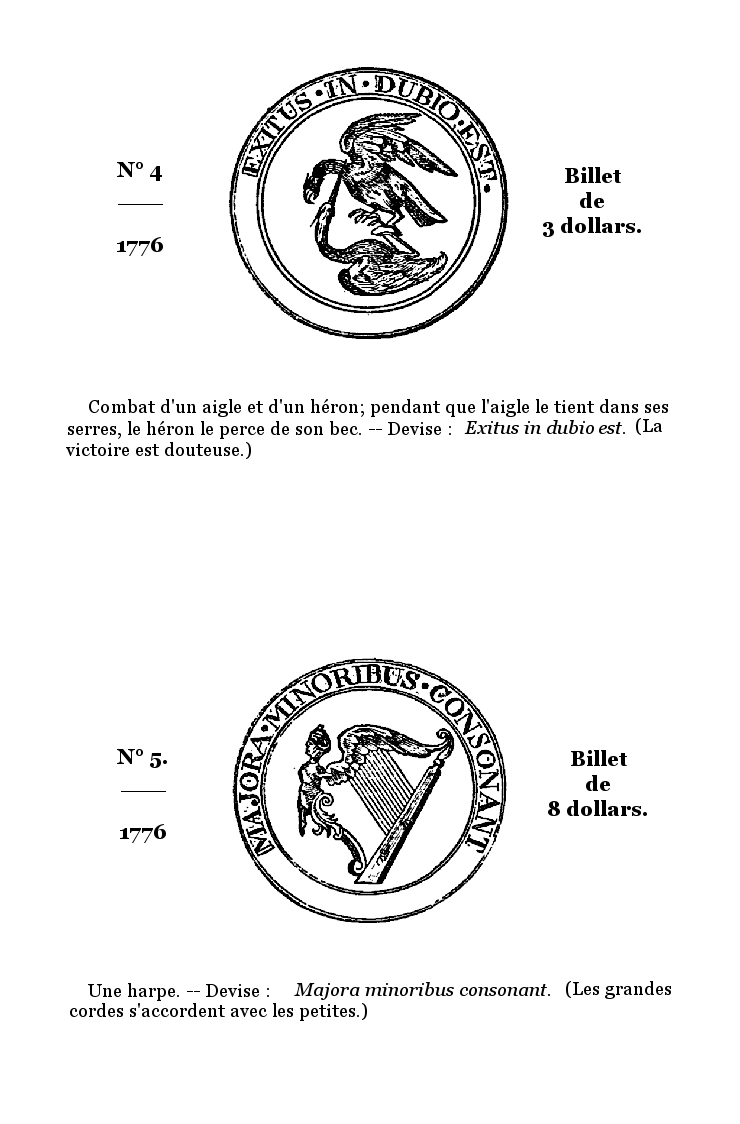 EXITUS · IN · DUBIO · EST ·
N° 4
1776
Billet
de
3 dollars.
Combat d'un aigle et d'un héron; pendant que l'aigle le tient dans ses
serres, le héron le perce de son bec. -- Devise : Exitus in dubio est. (La
victoire est douteuse.)
MAJORA · MINORIBUS · CONSONANT
N° 5.
1776
Billet
de
8 dollars.
Une harpe. -- Devise : Majora minoribus consonant. (Les grandes
cordes s'accordent avec les petites.)